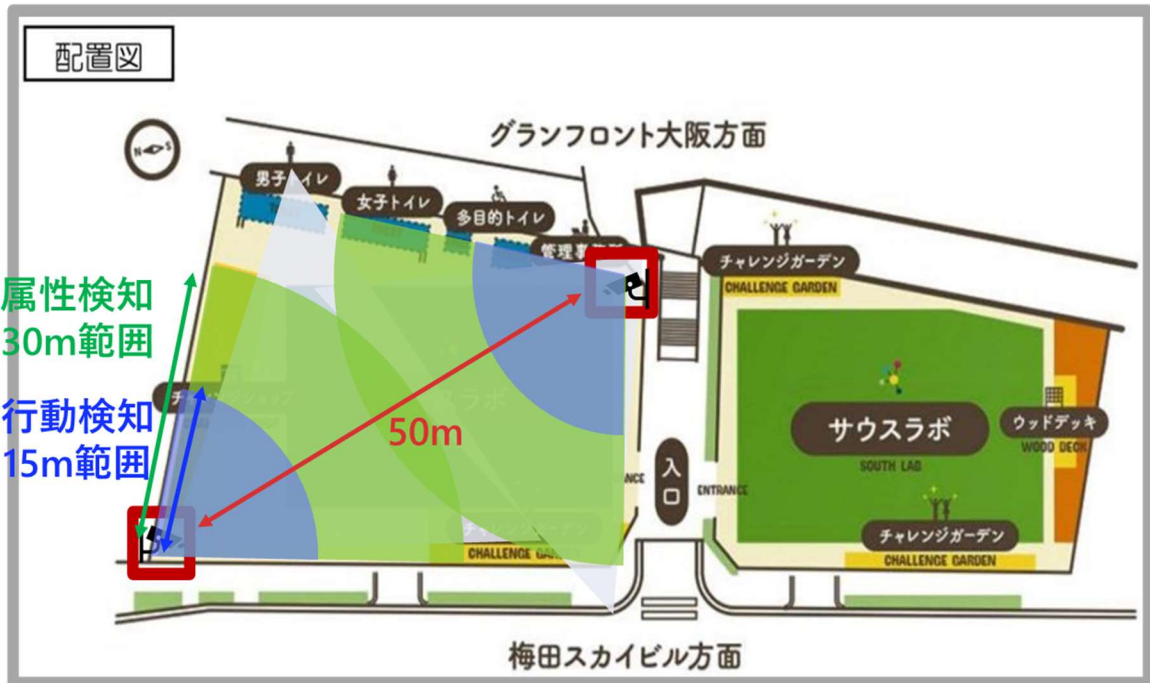 配置図
グランフロント大阪方面
N S
男子トイレ
女子トイレ
多目的トイレ
チャレンジガーデン
CHALLENGE GARDEN
属性検知
30m範囲
行動検知
15m範囲
50m
サウスラボ
SOUTH LAB
ウッドデッキ
WOOD DECK
入口
ENTRANCE
チャレンジガーデン
CHALLENGE GARDEN
CHALLENGE GARDEN
梅田スカイビル方面